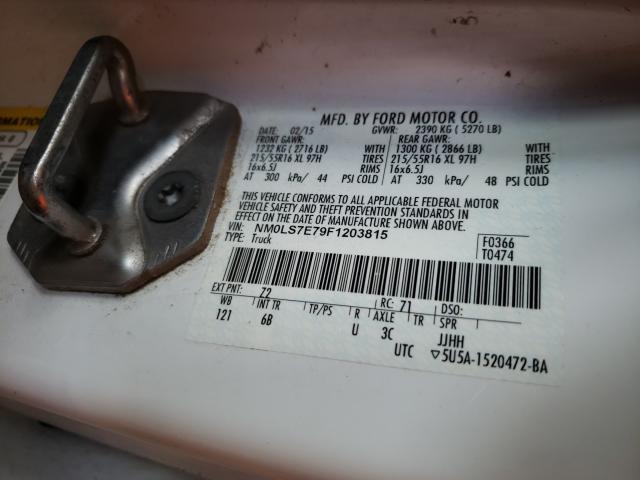 MFD. BY FORD MOTOR CO.
DATE: 02/15 GVWR: 2390 KG ( 5270 LB)
FRONT GAWR: REAR GAWR:
1232 KG ( 2716 LB) WITH 1300 KG ( 2866 LB) WITH
215/55R16 XL 97H TIRES 215/55R16 XL 97H TIRES
16x6.5J RIMS 16x6.5J RIMS
AT 300 kPa/ 44 PSI COLD AT 330 kPa/ 48 PSI COLD
THIS VEHICLE CONFORMS TO ALL APPLICABLE FEDERAL MOTOR
VEHICLE SAFETY AND THEFT PREVENTION STANDARDS IN
EFFECT ON THE DATE OF MANUFACTURE SHOWN ABOVE.
VIN: NM0LS7E79F1203815 F0366
TYPE: Truck T0474
EXT PNT: Z2 RC: 71 DSO:
WB INT TR TP/PS R AXLE TR SPR
121 6B U 3C JJHH
UTC ▽5U5A-1520472-BA